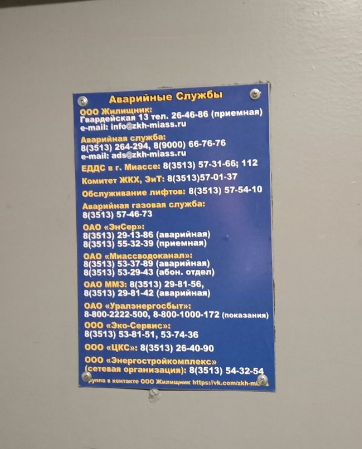 Аварийные Службы
ООО Жилищник:
Гвардейская 13 тел. 26-46-86 (приемная)
e-mail: info@zkh-miass.ru
Аварийная служба:
8(3513) 264-294, 8(9000) 66-76-76
e-mail: ads@zkh-miass.ru
ЕДДС в г. Миассе: 8(3513) 57-31-66; 112
Комитет ЖКХ, ЭиТ: 8(3513)57-01-37
Обслуживание лифтов: 8(3513) 57-54-10
Аварийная газовая служба:
8(3513) 57-46-73
ОАО «ЭнСер»:
8(3513) 29-13-86 (аварийная)
8(3513) 55-32-39 (приемная)
ОАО «Миассводоканал»:
8(3513) 53-37-89 (аварийная)
8(3513) 53-29-43 (абон. отдел)
ОАО ММЗ: 8(3513) 29-81-56,
8(3513) 29-81-42 (аварийная)
ОАО «Уралэнергосбыт»:
8-800-2222-500, 8-800-1000-172 (показания)
ООО «Эко-Сервис»:
8(3513) 53-81-51, 53-74-36
ООО «ЦКС»: 8(3513) 26-40-90
ООО «Энергостройкомплекс»
(сетевая организация): 8(3513) 54-32-54
Группа в контакте ООО Жилищник https://vk.com/zkh-mi